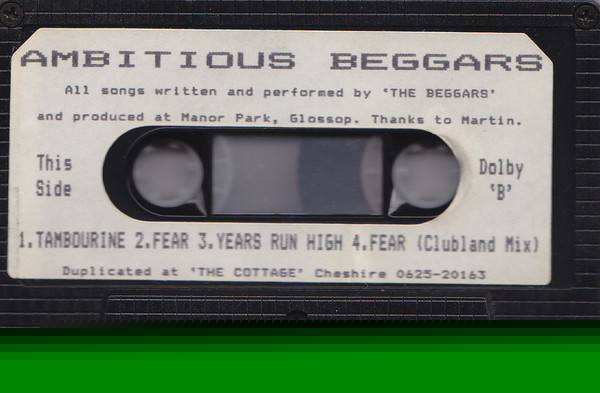 AMBITIOUS BEGGARS
All songs written and performed by 'THE BEGGARS'
and produced at Manor Park, Glossop. Thanks to Martin.
This Side
Dolby 'B'
1.TAMBOURINE 2.FEAR 3.YEARS RUN HIGH 4.FEAR (Clubland Mix)
Duplicated at 'THE COTTAGE' Cheshire 0625-20163